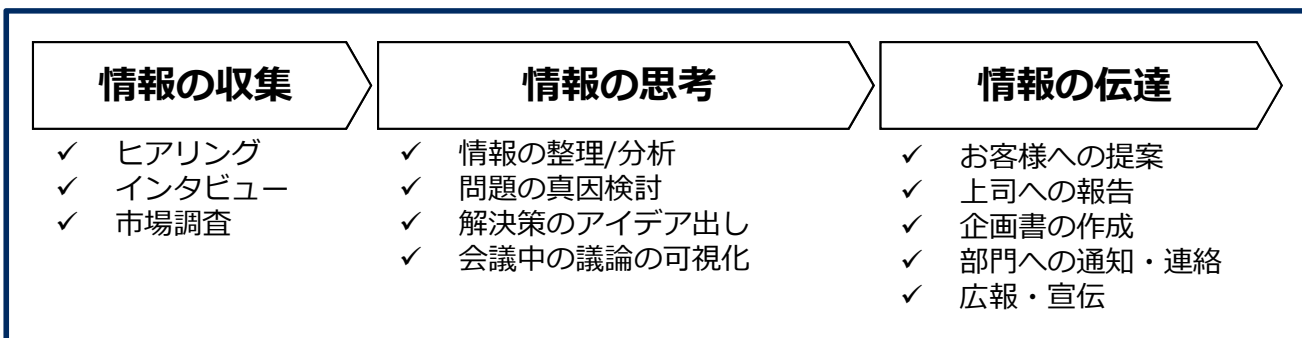 情報の収集
✓ ヒアリング
✓ インタビュー
✓ 市場調査
情報の思考
✓ 情報の整理/分析
✓ 問題の真因検討
✓ 解決策のアイデア出し
✓ 会議中の議論の可視化
情報の伝達
✓ お客様への提案
✓ 上司への報告
✓ 企画書の作成
✓ 部門への通知・連絡
✓ 広報・宣伝